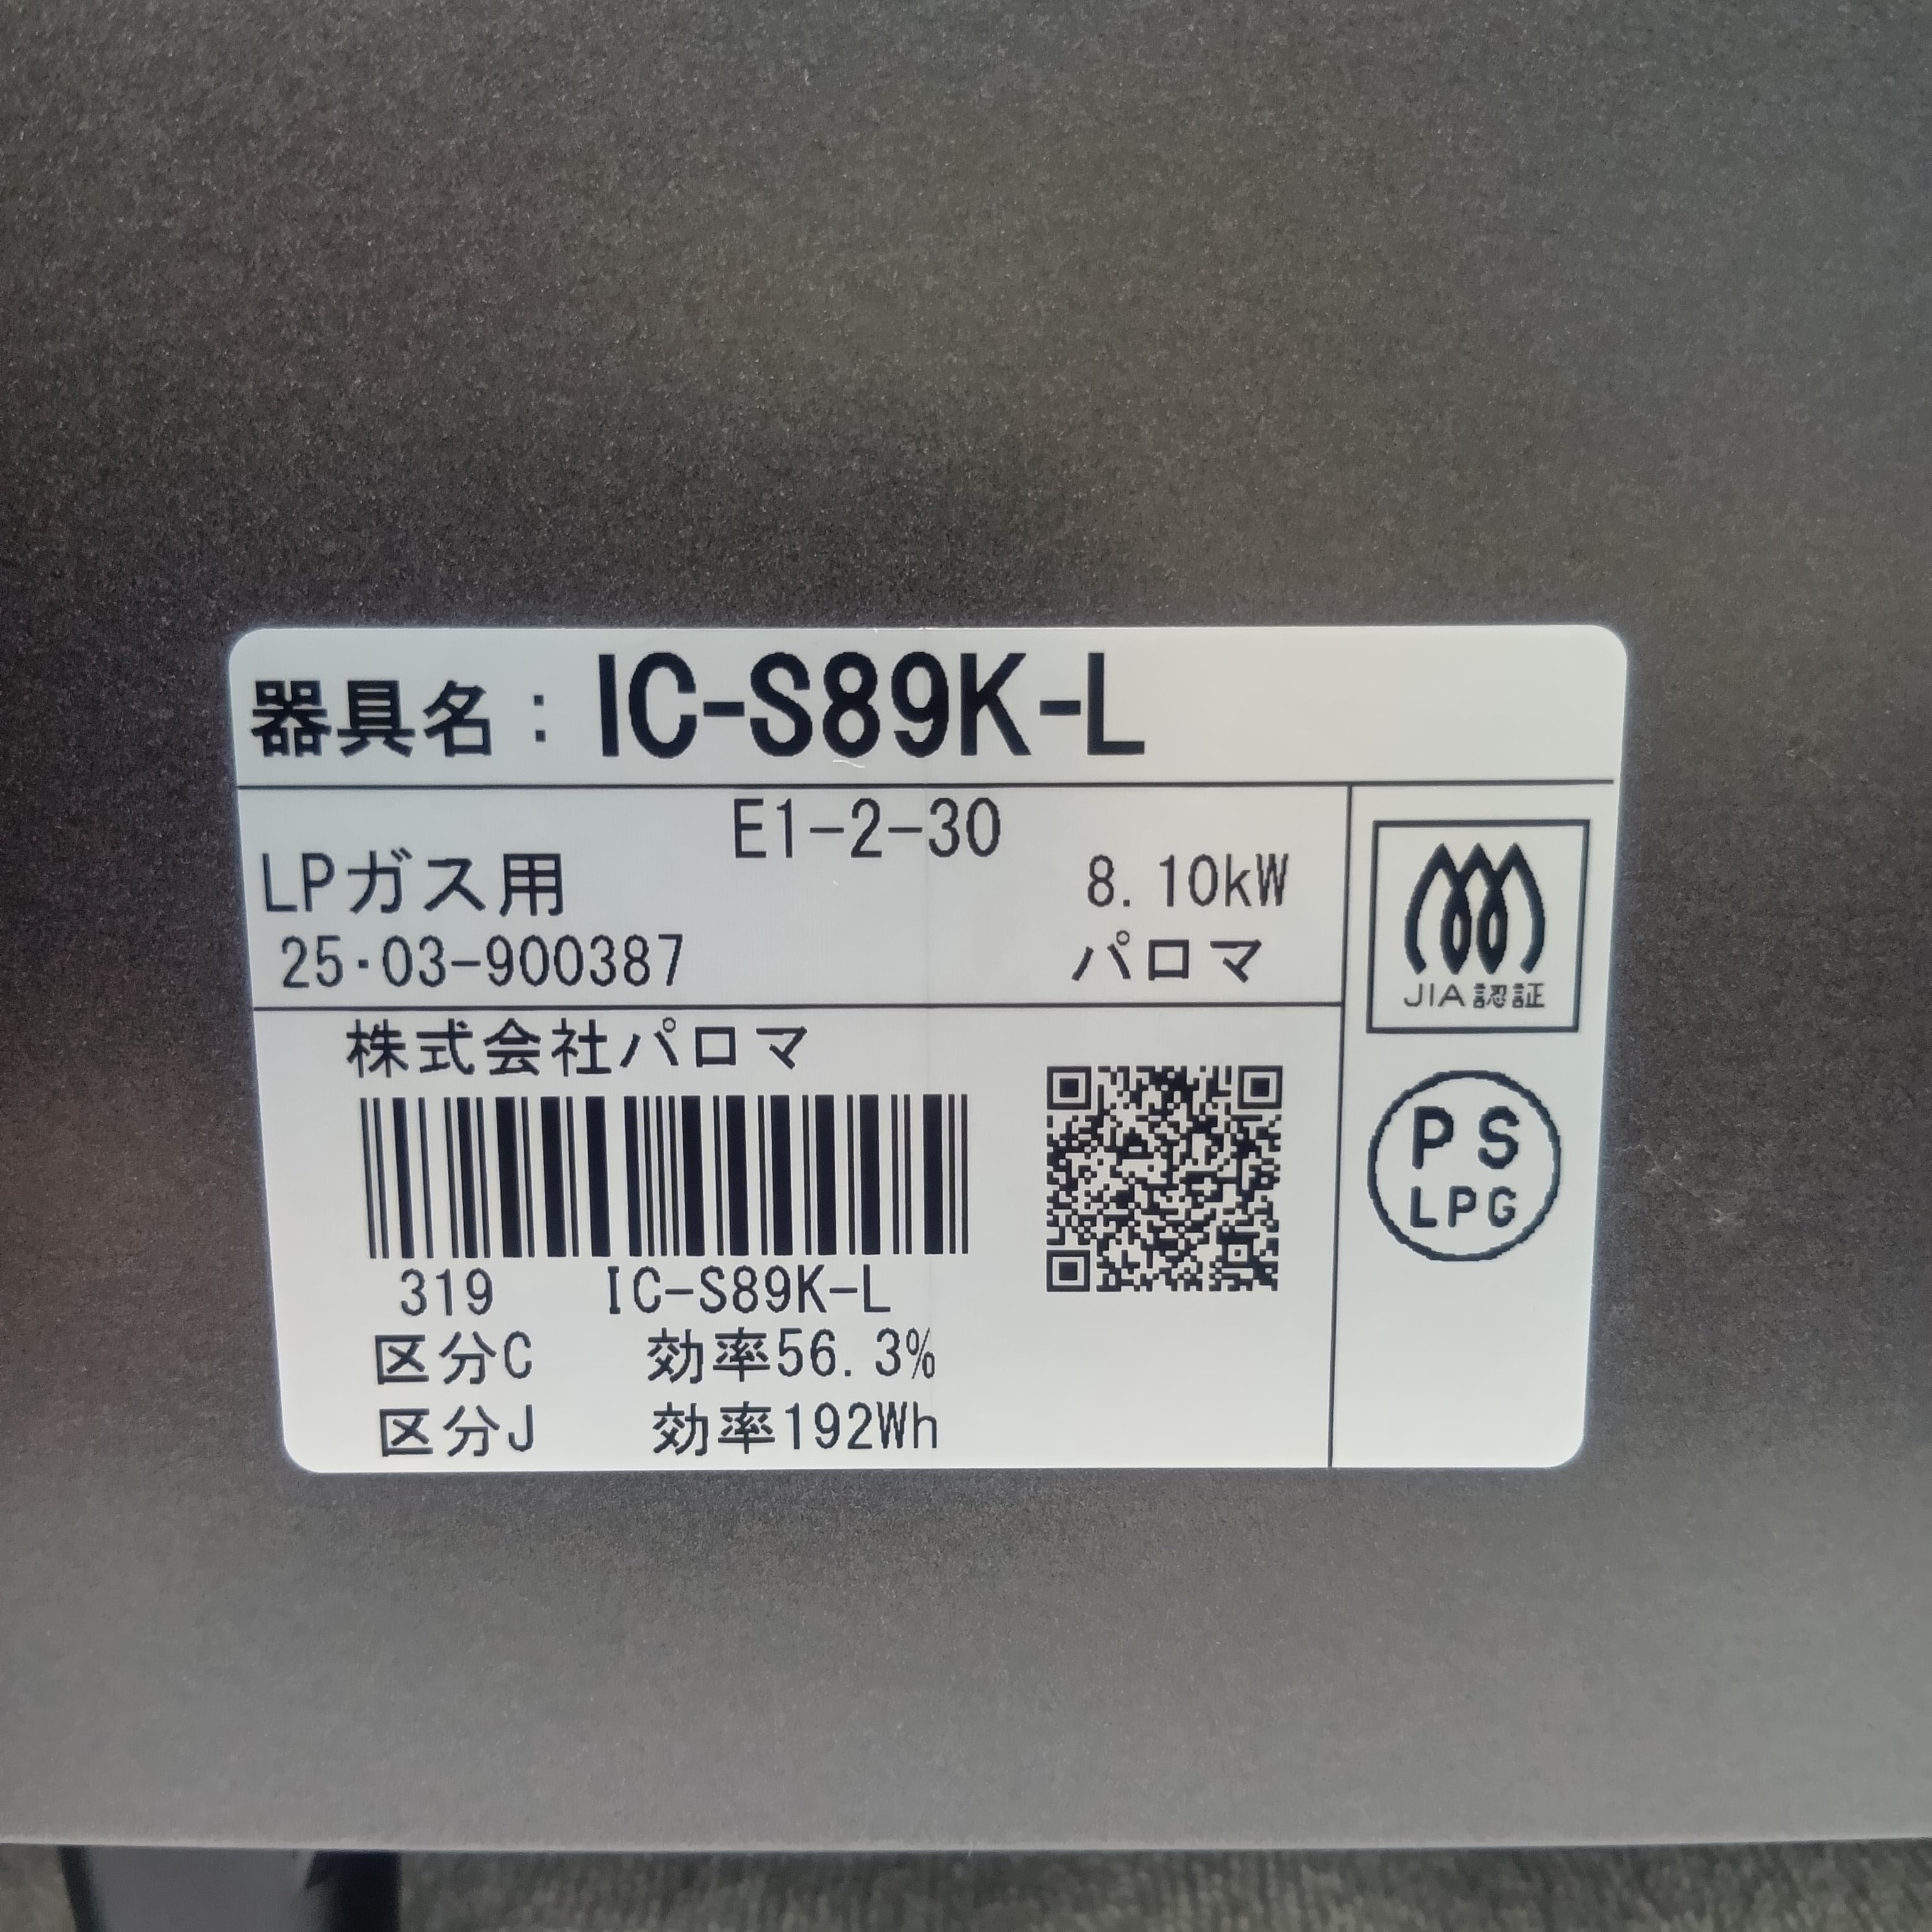 器具名：IC-S89K-L
E1-2-30
LPガス用 8.10kW
25・03-900387 パロマ
JIA認証
株式会社パロマ
PS
LPG
319 IC-S89K-L
区分C 効率56.3%
区分J 効率192Wh